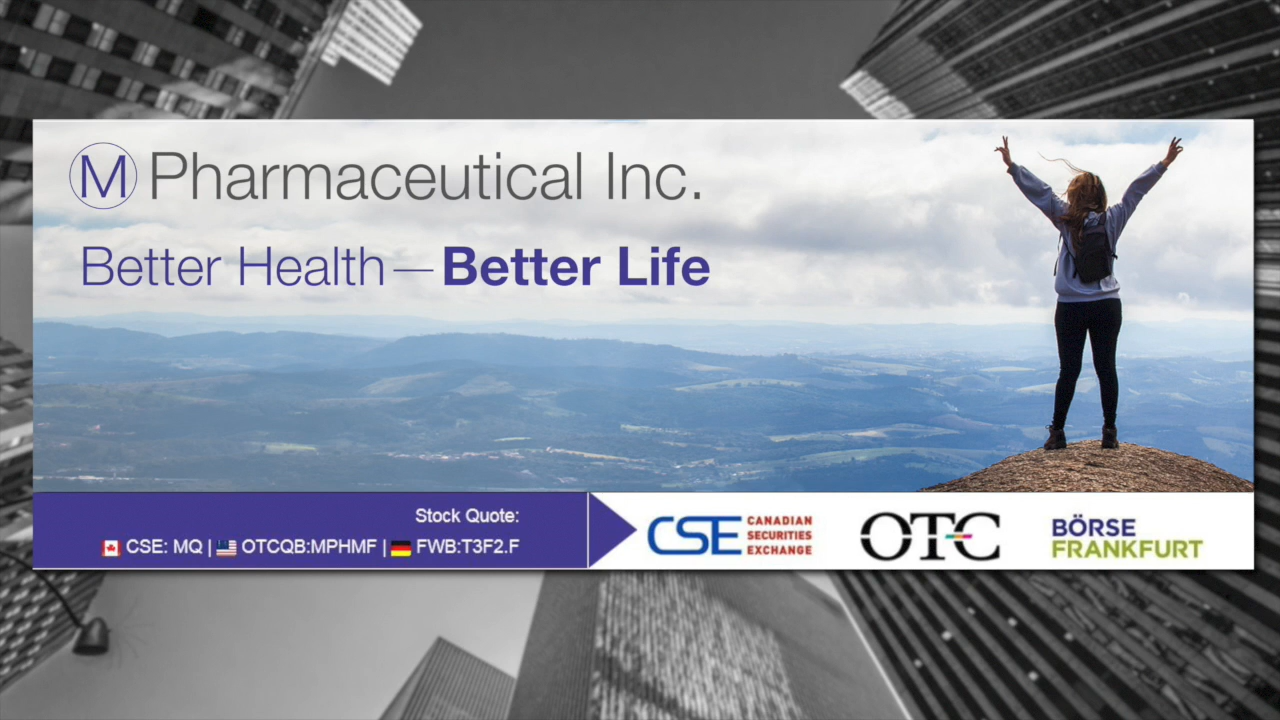 M Pharmaceutical Inc.
Better Health — Better Life
Stock Quote:
CSE: MQ | OTCQB:MPHMF | FWB:T3F2.F
CSE CANADIAN SECURITIES EXCHANGE
OTC
BÖRSE FRANKFURT